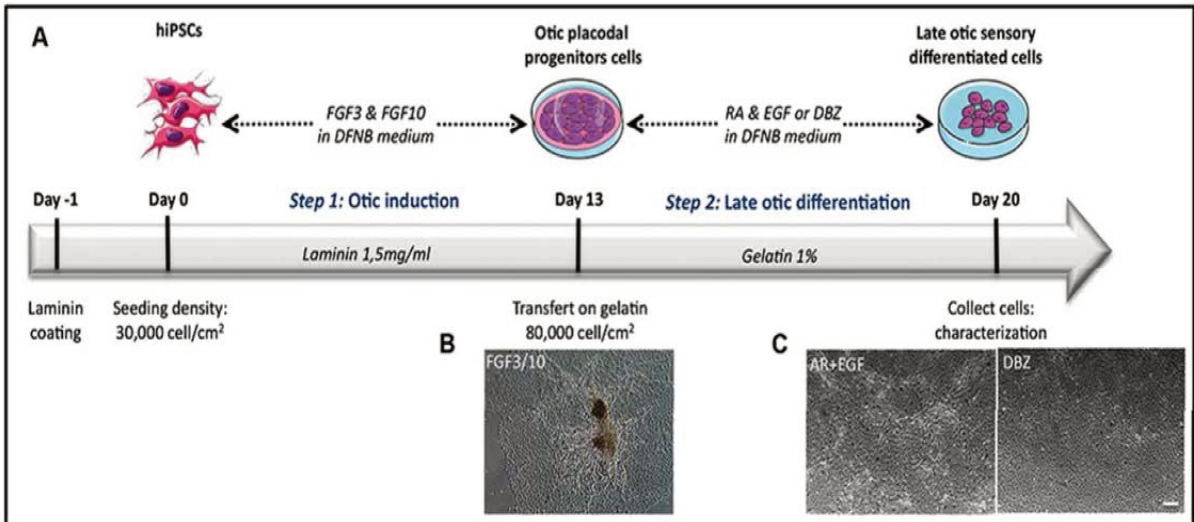 A
hiPSCs
Otic placodal
progenitors cells
Late otic sensory
differentiated cells
FGF3 & FGF10
in DFNB medium
RA & EGF or DBZ
in DFNB medium
Day -1
Day 0
Step 1: Otic induction
Day 13
Step 2: Late otic differentiation
Day 20
Laminin 1,5mg/ml
Gelatin 1%
Laminin
coating
Seeding density:
30,000 cell/cm²
Transfert on gelatin
80,000 cell/cm²
Collect cells:
characterization
B
FGF3/10
C
AR+EGF
DBZ